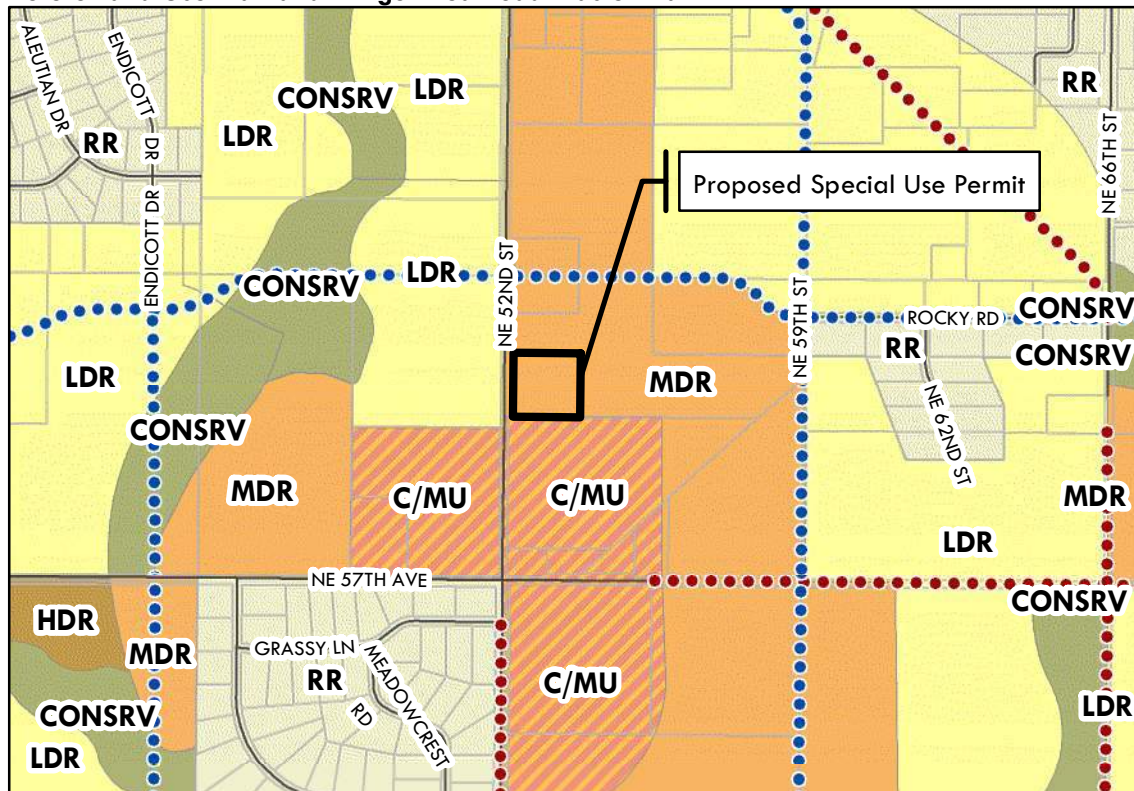 ALEUTIAN DR
ENDICOTT DR
RR
LDR
CONSRV
LDR
NE 52ND ST
Proposed Special Use Permit
NE 59TH ST
NE 66TH ST
RR
ENDICOTT DR
CONSRV
LDR
CONSRV
ROCKY RD
RR
CONSRV
LDR
MDR
NE 62ND ST
CONSRV
MDR
C/MU
C/MU
MDR
LDR
NE 57TH AVE
CONSRV
HDR
MDR
GRASSY LN
MEADOWCREST
RD
RR
C/MU
CONSRV
LDR
LDR